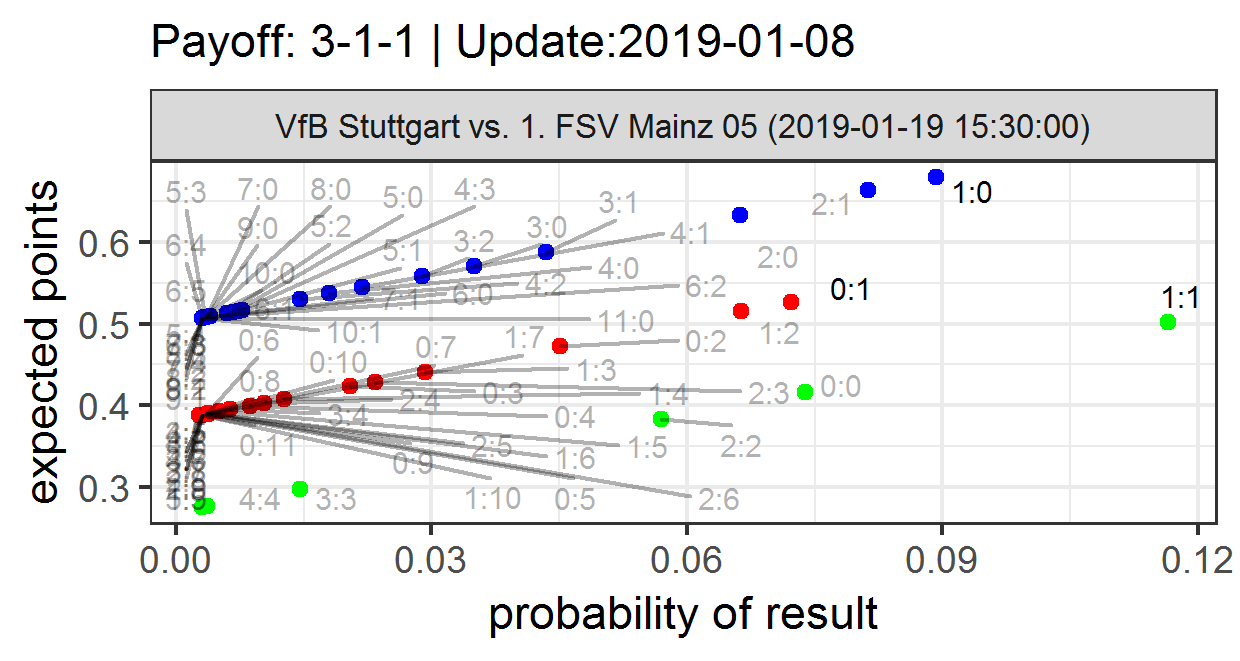 Payoff: 3-1-1 | Update:2019-01-08
VfB Stuttgart vs. 1. FSV Mainz 05 (2019-01-19 15:30:00)
expected points
0.6
0.5
0.4
0.3
5:3 7:0 8:0 5:0 4:3 3:1 2:1 1:0
6:4 9:0 5:2 5:1 3:2 3:0 4:1 2:0
6:5 10:0 6:1 7:1 6:0 4:2 4:0 6:2 0:1 1:1
10:1 11:0
0:6 0:10 0:7 1:7 0:2 1:2
0:8 2:4 0:3 1:3 1:4 2:3 0:0
3:4 0:4
0:11 0:9 2:5 1:6 1:5 2:2
5:5 4:4 3:3 1:10 0:5 2:6
0.00 0.03 0.06 0.09 0.12
probability of result